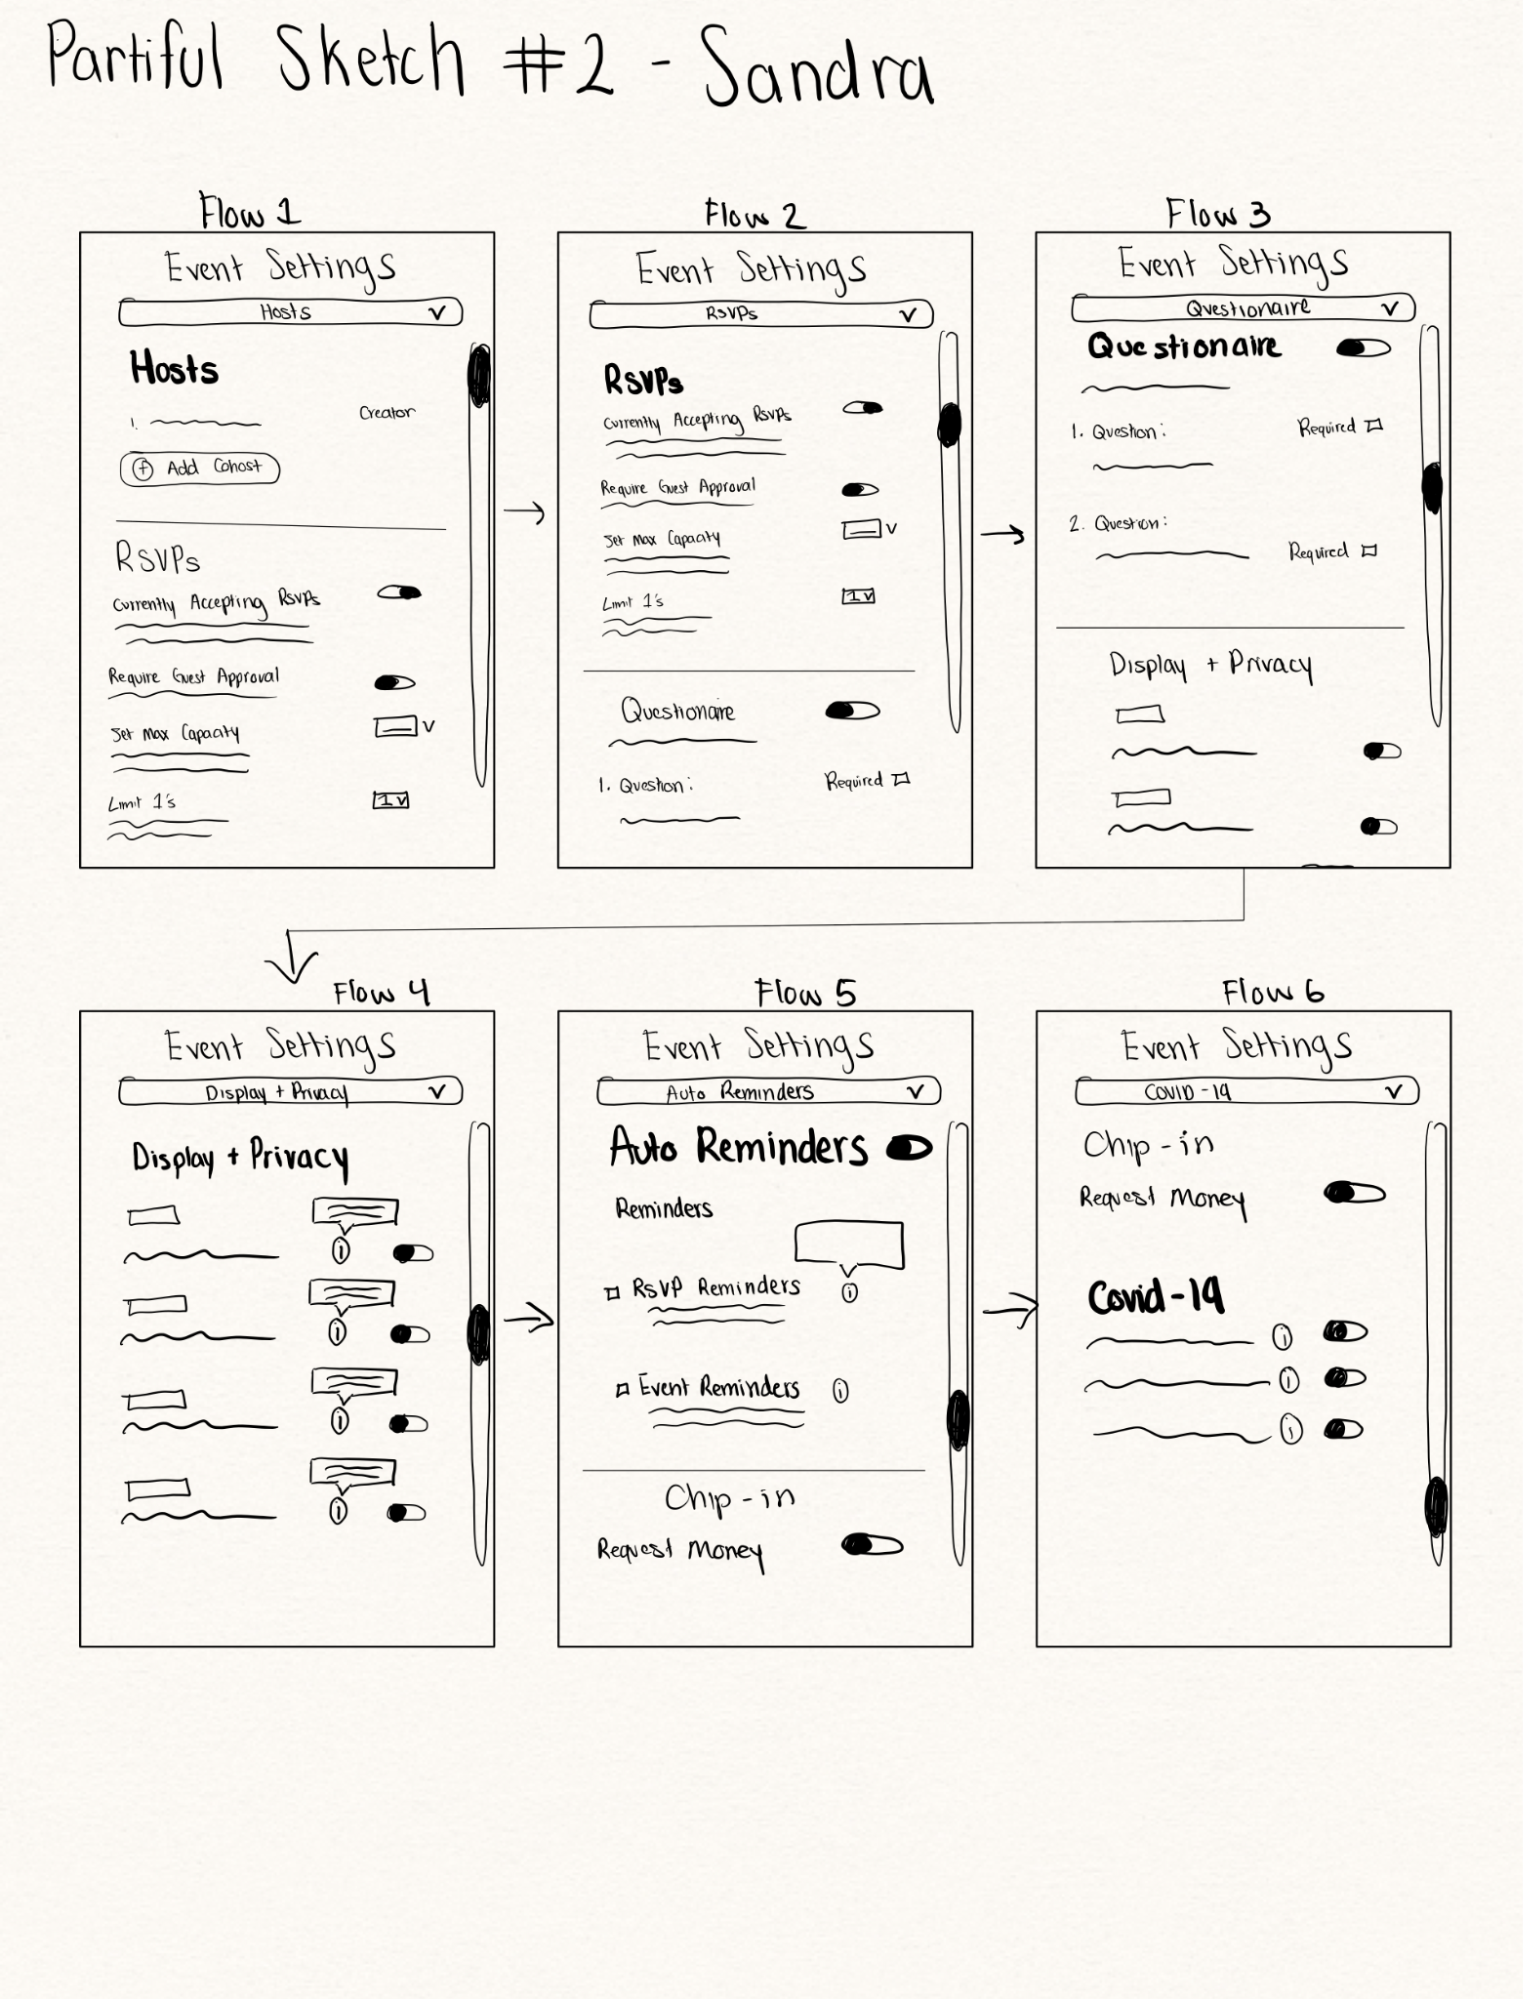 Partiful Sketch #2 - Sandra
Flow 1
Event Settings
Hosts
Hosts
1.
Creator
+ Add Cohost
RSVPs
Currently Accepting RSVPs
Require Guest Approval
Set Max Capacity
Limit 1's
1
Flow 2
Event Settings
RSVPs
RSVPs
Currently Accepting RSVPs
Require Guest Approval
Set Max Capacity
Limit 1's
1
Questionaire
1. Question:
Required
Flow 3
Event Settings
Questionaire
Questionaire
1. Question:
Required
2. Question:
Required
Display + Privacy
Flow 4
Event Settings
Display + Privacy
Display + Privacy
i
i
i
i
Flow 5
Event Settings
Auto Reminders
Auto Reminders
Reminders
RSVP Reminders
i
Event Reminders
i
Chip-in
Request Money
Flow 6
Event Settings
COVID-19
Chip-in
Request Money
Covid-19
i
i
i